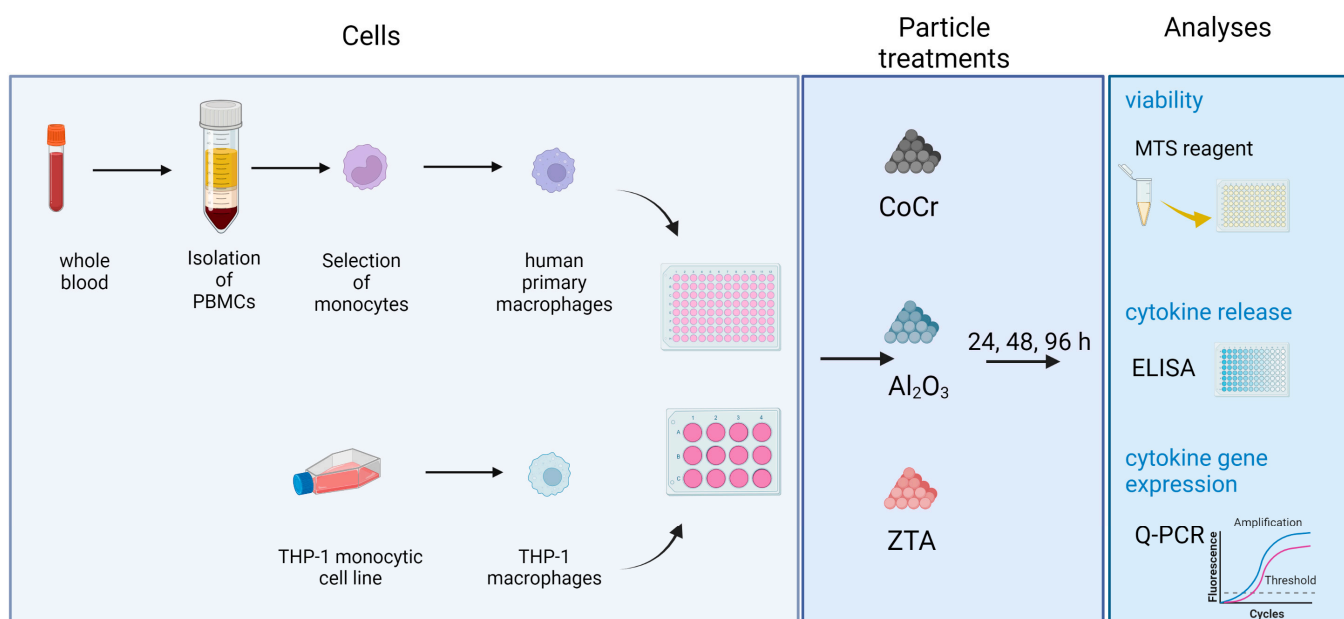 Cells
Particle
treatments
Analyses
whole
blood
Isolation
of
PBMCs
Selection
of
monocytes
human
primary
macrophages
THP-1 monocytic
cell line
THP-1
macrophages
1 2 3 4
A
B
C
CoCr
Al₂O₃
ZTA
24, 48, 96 h
viability
MTS reagent
cytokine release
ELISA
cytokine gene
expression
Q-PCR
Amplification
Threshold
Fluorescence
Cycles